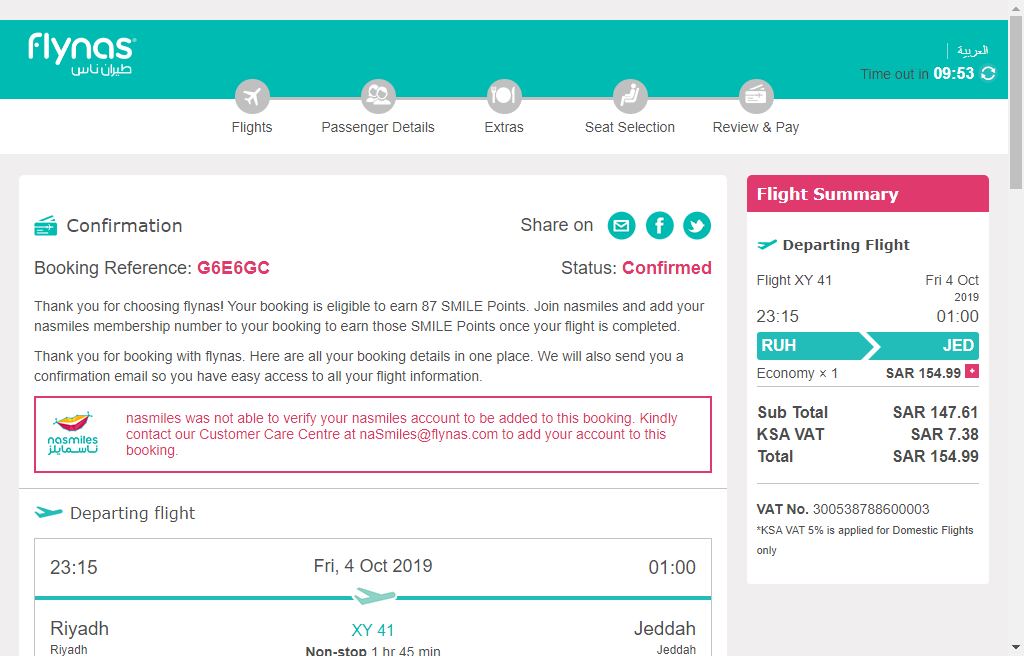 flynas
طيران ناس
العربية
Time out in 09:53
Flights
Passenger Details
Extras
Seat Selection
Review & Pay
Confirmation
Share on
Booking Reference: G6E6GC
Status: Confirmed
Thank you for choosing flynas! Your booking is eligible to earn 87 SMILE Points. Join nasmiles and add your
nasmiles membership number to your booking to earn those SMILE Points once your flight is completed.
Thank you for booking with flynas. Here are all your booking details in one place. We will also send you a
confirmation email so you have easy access to all your flight information.
nasmiles
ناسمايلز
nasmiles was not able to verify your nasmiles account to be added to this booking. Kindly
contact our Customer Care Centre at naSmiles@flynas.com to add your account to this
booking.
Departing flight
23:15 Fri, 4 Oct 2019 01:00
Riyadh XY 41 Jeddah
Riyadh Non-stop 1 hr 45 min Jeddah
Flight Summary
Departing Flight
Flight XY 41 Fri 4 Oct
2019
23:15 01:00
RUH JED
Economy × 1 SAR 154.99 +
Sub Total SAR 147.61
KSA VAT SAR 7.38
Total SAR 154.99
VAT No. 300538788600003
*KSA VAT 5% is applied for Domestic Flights
only